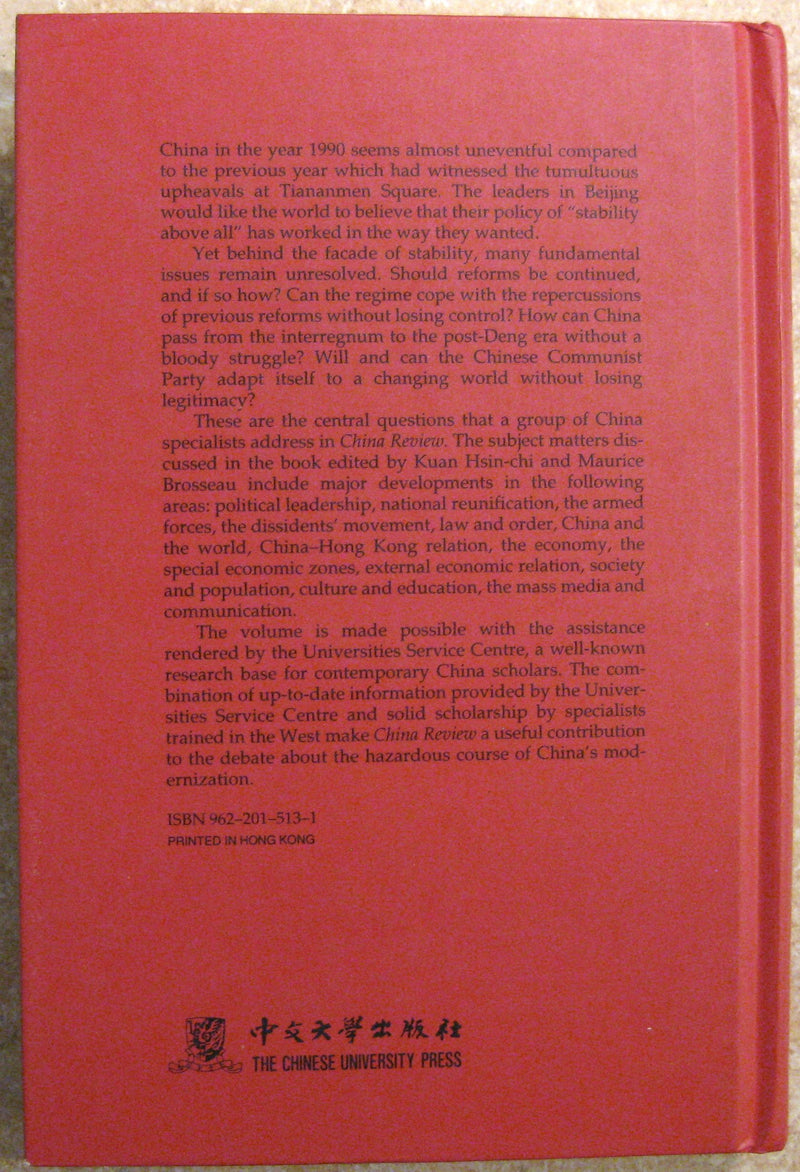 China in the year 1990 seems almost uneventful compared
to the previous year which had witnessed the tumultuous
upheavals at Tiananmen Square. The leaders in Beijing
would like the world to believe that their policy of "stability
above all" has worked in the way they wanted.
Yet behind the facade of stability, many fundamental
issues remain unresolved. Should reforms be continued,
and if so how? Can the regime cope with the repercussions
of previous reforms without losing control? How can China
pass from the interregnum to the post-Deng era without a
bloody struggle? Will and can the Chinese Communist
Party adapt itself to a changing world without losing
legitimacy?
These are the central questions that a group of China
specialists address in China Review. The subject matters dis-
cussed in the book edited by Kuan Hsin-chi and Maurice
Brosseau include major developments in the following
areas: political leadership, national reunification, the armed
forces, the dissidents' movement, law and order, China and
the world, China–Hong Kong relation, the economy, the
special economic zones, external economic relation, society
and population, culture and education, the mass media and
communication.
The volume is made possible with the assistance
rendered by the Universities Service Centre, a well-known
research base for contemporary China scholars. The com-
bination of up-to-date information provided by the Univer-
sities Service Centre and solid scholarship by specialists
trained in the West make China Review a useful contribution
to the debate about the hazardous course of China's mod-
ernization.
ISBN 962–201–513–1
PRINTED IN HONG KONG
中文大學出版社
THE CHINESE UNIVERSITY PRESS